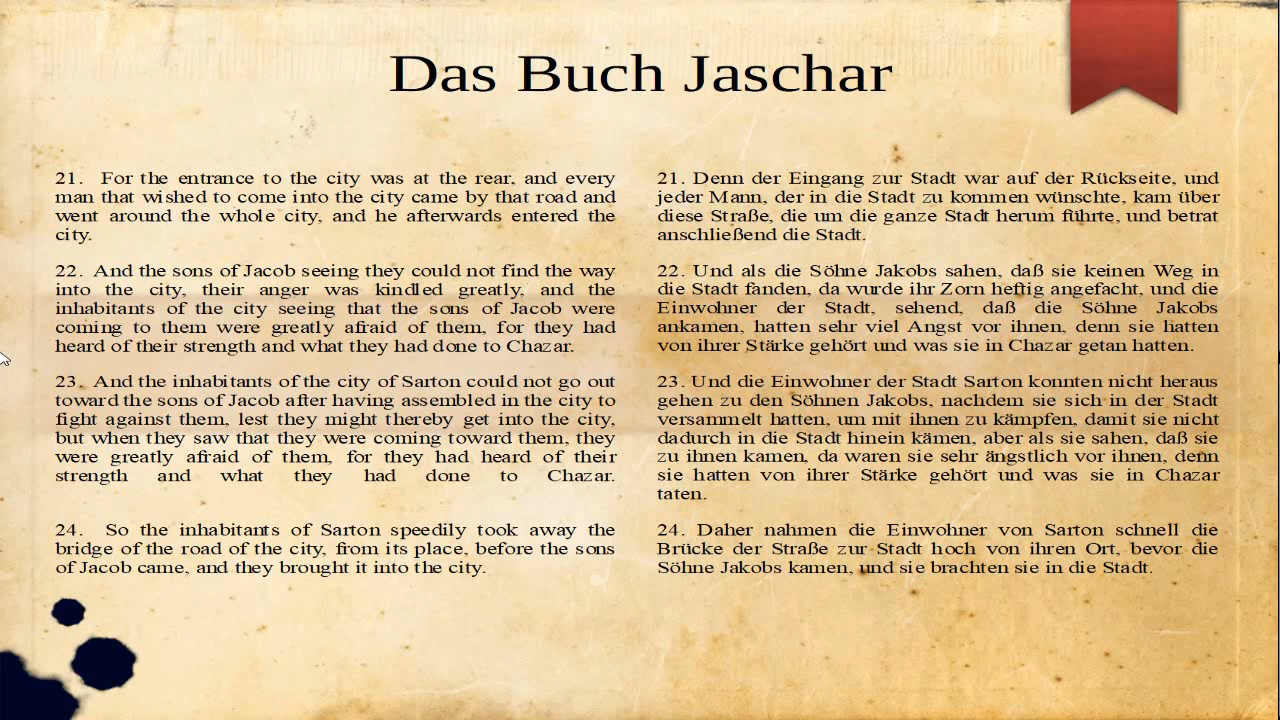 Das Buch Jaschar
21. For the entrance to the city was at the rear, and every
man that wished to come into the city came by that road and
went around the whole city, and he afterwards entered the
city.
22. And the sons of Jacob seeing they could not find the way
into the city, their anger was kindled greatly, and the
inhabitants of the city seeing that the sons of Jacob were
coming to them were greatly afraid of them, for they had
heard of their strength and what they had done to Chazar.
23. And the inhabitants of the city of Sarton could not go out
toward the sons of Jacob after having assembled in the city to
fight against them, lest they might thereby get into the city,
but when they saw that they were coming toward them, they
were greatly afraid of them, for they had heard of their
strength and what they had done to Chazar.
24. So the inhabitants of Sarton speedily took away the
bridge of the road of the city, from its place, before the sons
of Jacob came, and they brought it into the city.
21. Denn der Eingang zur Stadt war auf der Rückseite, und
jeder Mann, der in die Stadt zu kommen wünschte, kam über
diese Straße, die um die ganze Stadt herum führte, und betrat
anschließend die Stadt.
22. Und als die Söhne Jakobs sahen, daß sie keinen Weg in
die Stadt fanden, da wurde ihr Zorn heftig angefacht, und die
Einwohner der Stadt, sehend, daß die Söhne Jakobs
ankamen, hatten sehr viel Angst vor ihnen, denn sie hatten
von ihrer Stärke gehört und was sie in Chazar getan hatten.
23. Und die Einwohner der Stadt Sarton konnten nicht heraus
gehen zu den Söhnen Jakobs, nachdem sie sich in der Stadt
versammelt hatten, um mit ihnen zu kämpfen, damit sie nicht
dadurch in die Stadt hinein kämen, aber als sie sahen, daß sie
zu ihnen kamen, da waren sie sehr ängstlich vor ihnen, denn
sie hatten von ihrer Stärke gehört und was sie in Chazar
taten.
24. Daher nahmen die Einwohner von Sarton schnell die
Brücke der Straße zur Stadt hoch von ihren Ort, bevor die
Söhne Jakobs kamen, und sie brachten sie in die Stadt.